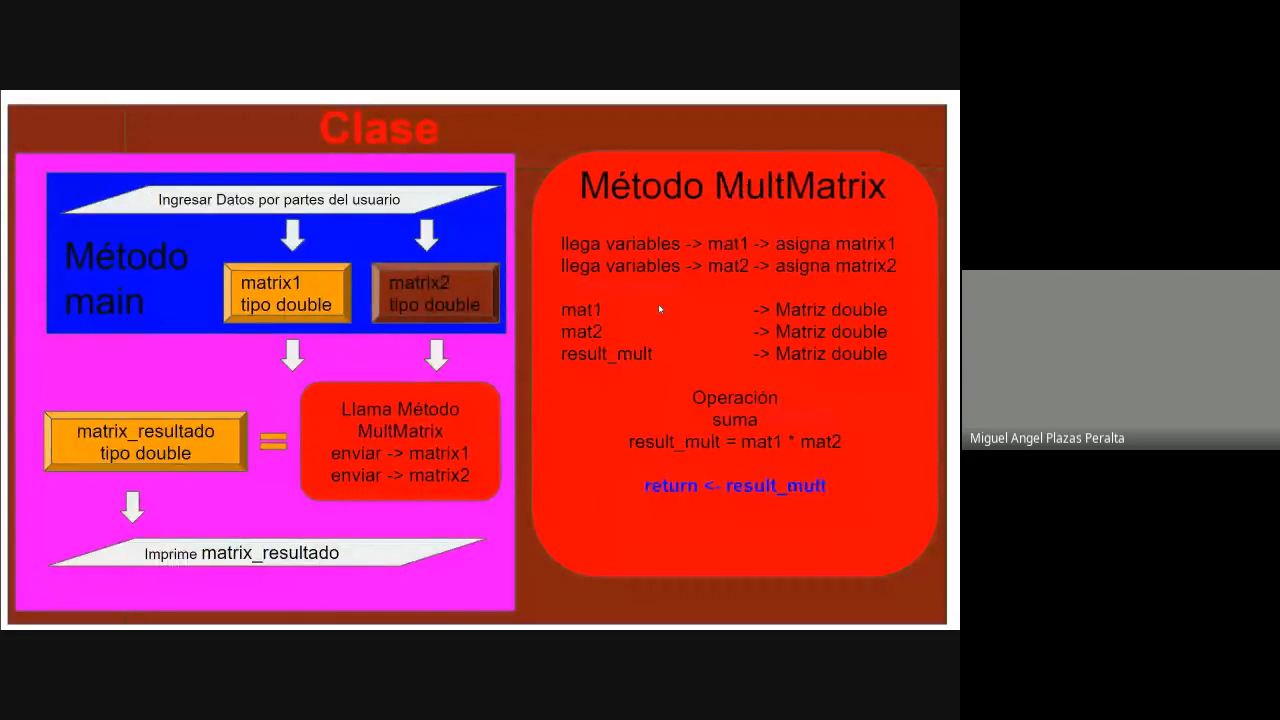 Clase
Ingresar Datos por partes del usuario
Método
main
matrix1
tipo double
matrix2
tipo double
matrix_resultado
tipo double
Llama Método
MultMatrix
enviar -> matrix1
enviar -> matrix2
Imprime matrix_resultado
Método MultMatrix
llega variables -> mat1 -> asigna matrix1
llega variables -> mat2 -> asigna matrix2
mat1 -> Matriz double
mat2 -> Matriz double
result_mult -> Matriz double
Operación
suma
result_mult = mat1 * mat2
return <- result_mutt
Miguel Angel Plazas Peralta